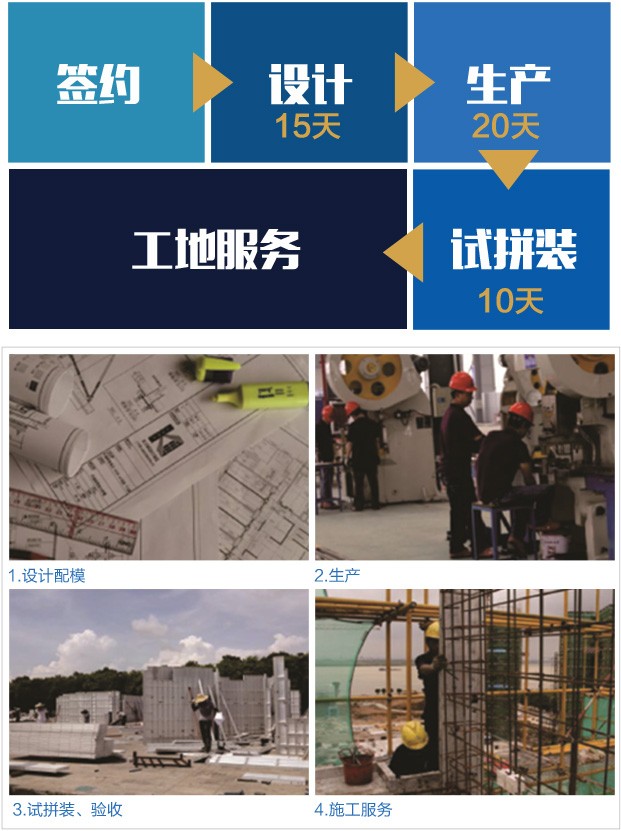 签约
设计
15天
生产
20天
工地服务
试拼装
10天
1.设计配模
2.生产
3.试拼装、验收
4.施工服务